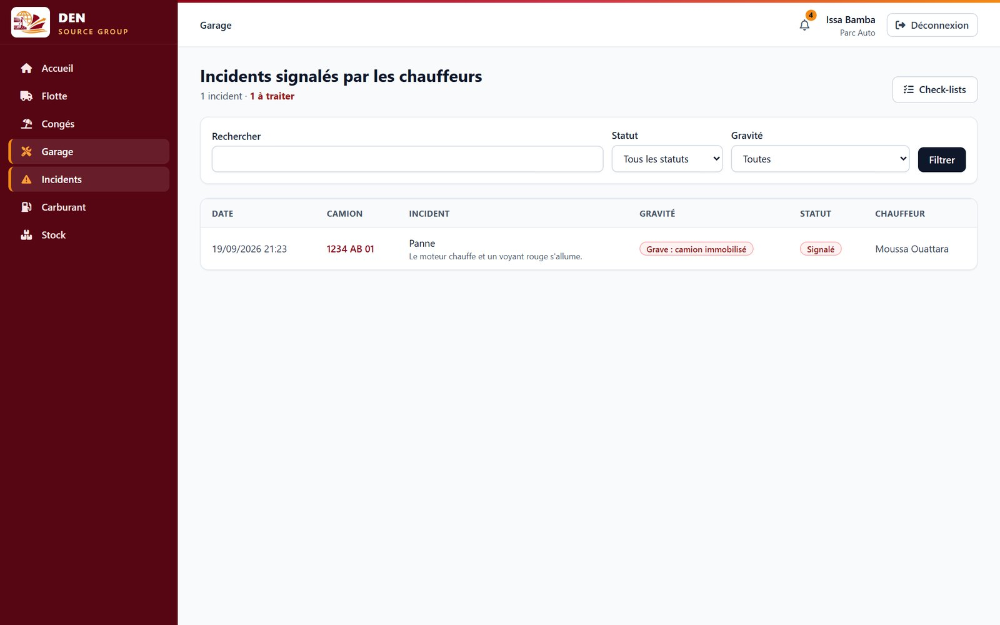 DEN
SOURCE GROUP
Accueil
Flotte
Congés
Garage
Incidents
Carburant
Stock
Garage
4
Issa Bamba
Parc Auto
Déconnexion
Incidents signalés par les chauffeurs
1 incident · 1 à traiter
Check-lists
Rechercher
Statut
Gravité
Tous les statuts
Toutes
Filtrer
DATE CAMION INCIDENT GRAVITÉ STATUT CHAUFFEUR
19/09/2026 21:23 1234 AB 01 Panne Grave : camion immobilisé Signalé Moussa Ouattara
Le moteur chauffe et un voyant rouge s'allume.